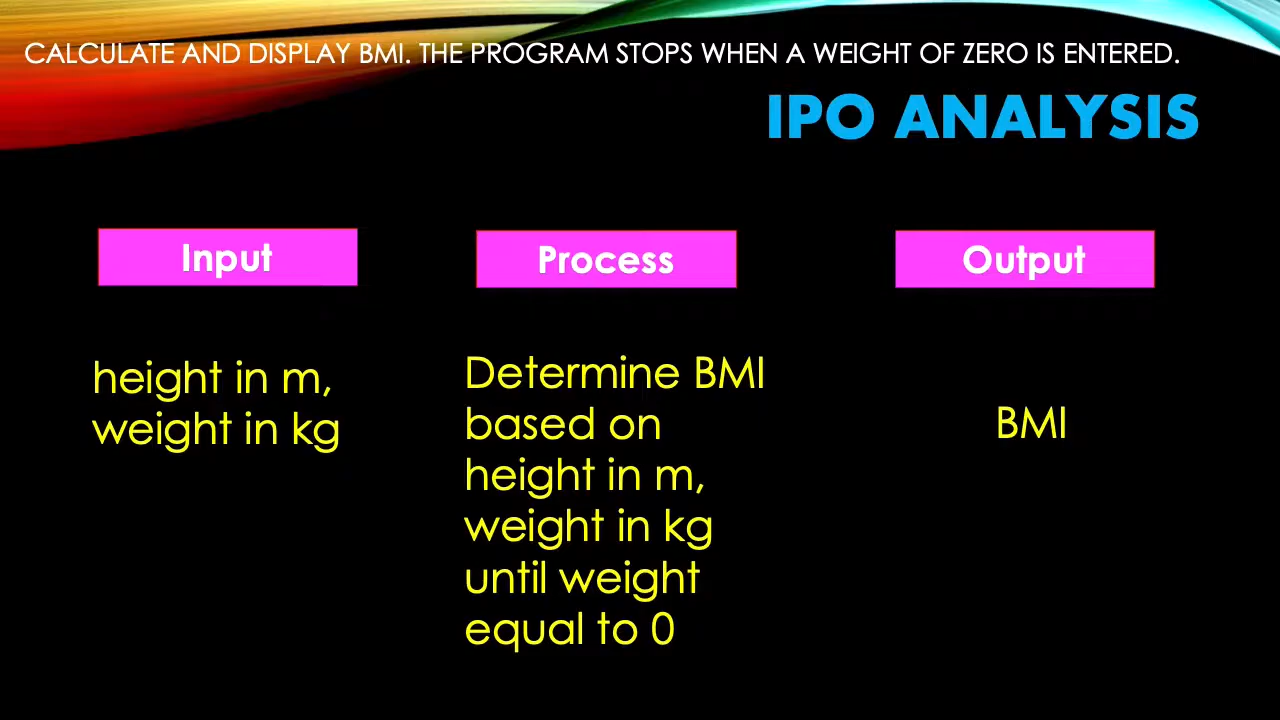 CALCULATE AND DISPLAY BMI. THE PROGRAM STOPS WHEN A WEIGHT OF ZERO IS ENTERED.
IPO ANALYSIS
Input
Process
Output
height in m,
weight in kg
Determine BMI
based on
height in m,
weight in kg
until weight
equal to 0
BMI